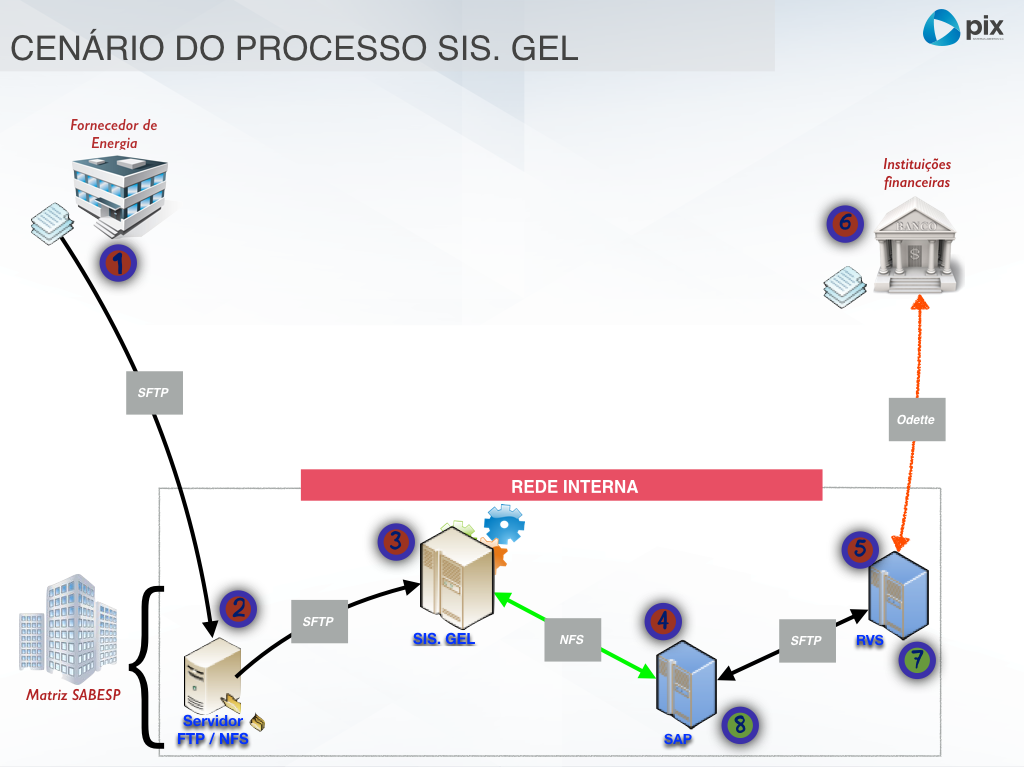 CENÁRIO DO PROCESSO SIS. GEL
pix
Fornecedor de
Energia
1
Instituições
financeiras
6
BANCO
$
SFTP
Odette
REDE INTERNA
3
5
2
SFTP
SIS. GEL
4
NFS
SFTP
RVS
7
Matriz SABESP
Servidor
FTP / NFS
SAP
8